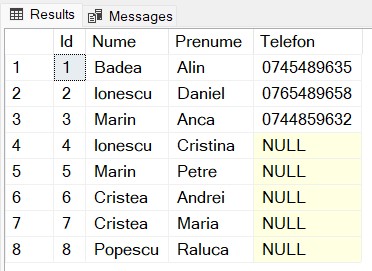 Results Messages
Id Nume Prenume Telefon
1 1 Badea Alin 0745489635
2 2 Ionescu Daniel 0765489658
3 3 Marin Anca 0744859632
4 4 Ionescu Cristina NULL
5 5 Marin Petre NULL
6 6 Cristea Andrei NULL
7 7 Cristea Maria NULL
8 8 Popescu Raluca NULL